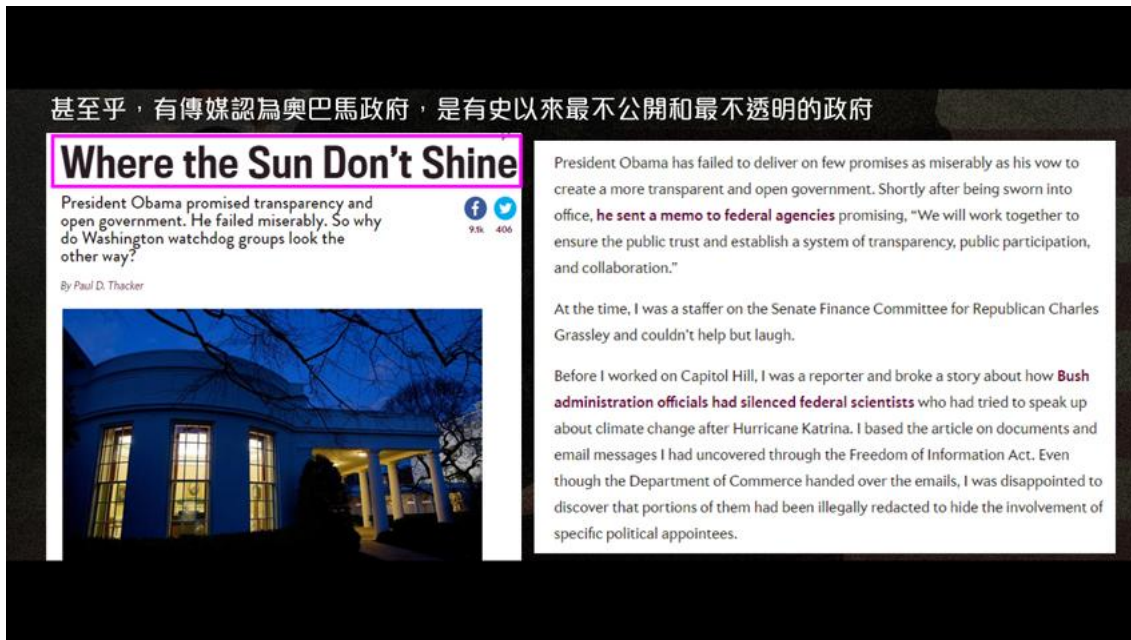 甚至乎，有傳媒認為奧巴馬政府，是有史以來最不公開和最不透明的政府
Where the Sun Don't Shine
President Obama promised transparency and
open government. He failed miserably. So why
do Washington watchdog groups look the
other way?
9.1k 406
By Paul D. Thacker
President Obama has failed to deliver on few promises as miserably as his vow to
create a more transparent and open government. Shortly after being sworn into
office, he sent a memo to federal agencies promising, “We will work together to
ensure the public trust and establish a system of transparency, public participation,
and collaboration.”
At the time, I was a staffer on the Senate Finance Committee for Republican Charles
Grassley and couldn't help but laugh.
Before I worked on Capitol Hill, I was a reporter and broke a story about how Bush
administration officials had silenced federal scientists who had tried to speak up
about climate change after Hurricane Katrina. I based the article on documents and
email messages I had uncovered through the Freedom of Information Act. Even
though the Department of Commerce handed over the emails, I was disappointed to
discover that portions of them had been illegally redacted to hide the involvement of
specific political appointees.